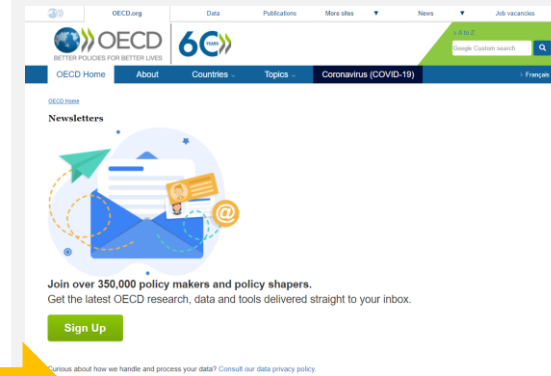 OECD.org Data Publications More sites ▼ News ▼ Job vacancies
> A to Z
OECD
BETTER POLICIES FOR BETTER LIVES
60 YEARS
Google Custom search
OECD Home About Countries Topics Coronavirus (COVID-19) > Français
OECD Home
Newsletters
@
Join over 350,000 policy makers and policy shapers.
Get the latest OECD research, data and tools delivered straight to your inbox.
Sign Up
Curious about how we handle and process your data? Consult our data privacy policy.